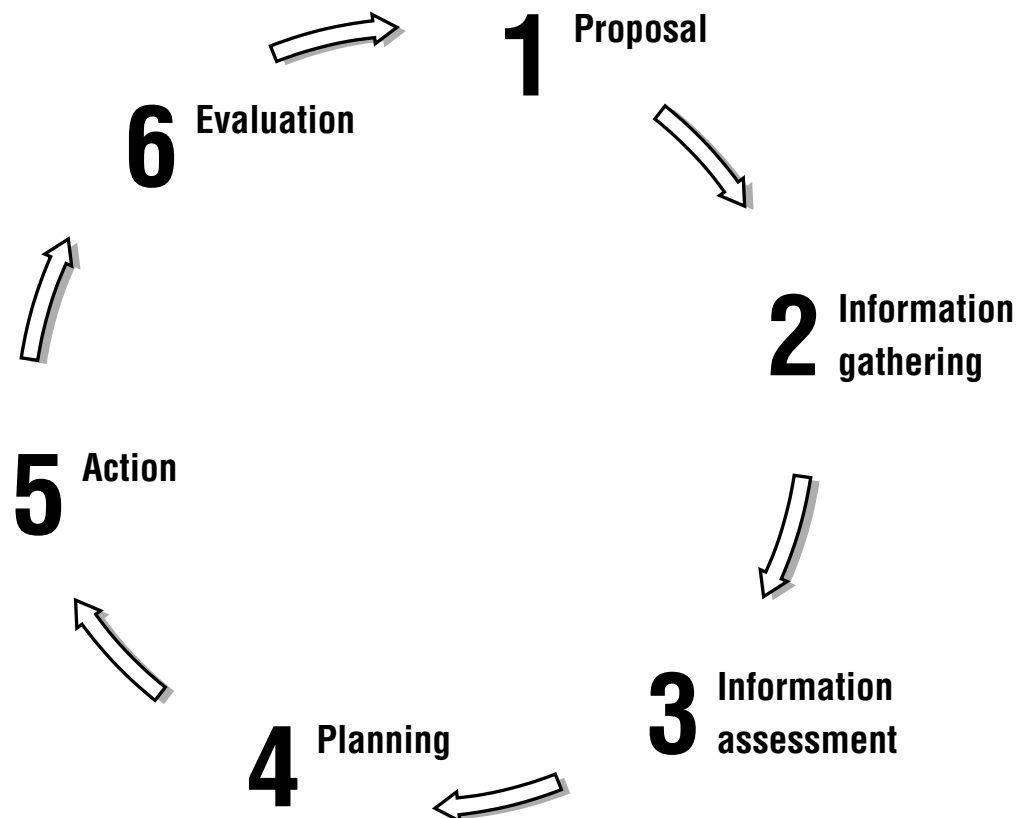 1 Proposal
2 Information
gathering
3 Information
assessment
4 Planning
5 Action
6 Evaluation